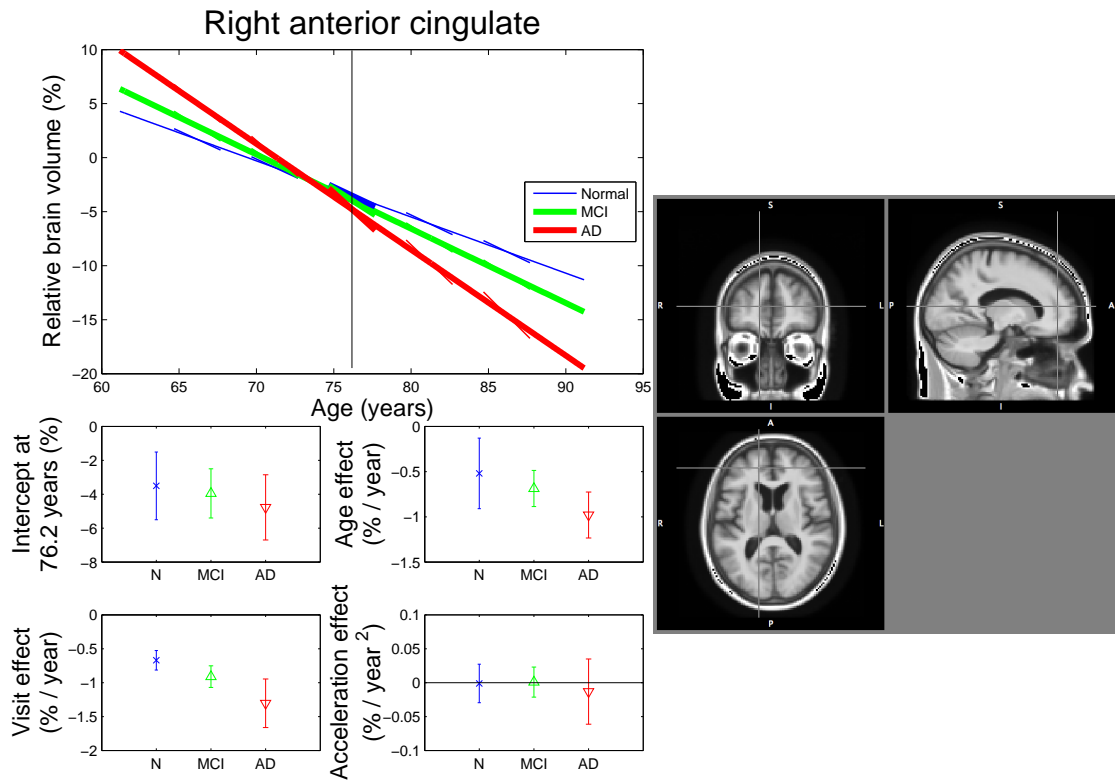 Right anterior cingulate
Relative brain volume (%)
10
5
0
−5
−10
−15
−20
60 65 70 75 80 85 90 95
Age (years)
Normal
MCI
AD
Intercept at
76.2 years (%)
0
−2
−4
−6
−8
N MCI AD
Age effect
(% / year)
0
−0.5
−1
−1.5
N MCI AD
Visit effect
(% / year)
0
−0.5
−1
−1.5
−2
N MCI AD
Acceleration effect
(% / year 2)
0.1
0.05
0
−0.05
−0.1
N MCI AD
S
R L
I
S
P A
I
A
R L
P